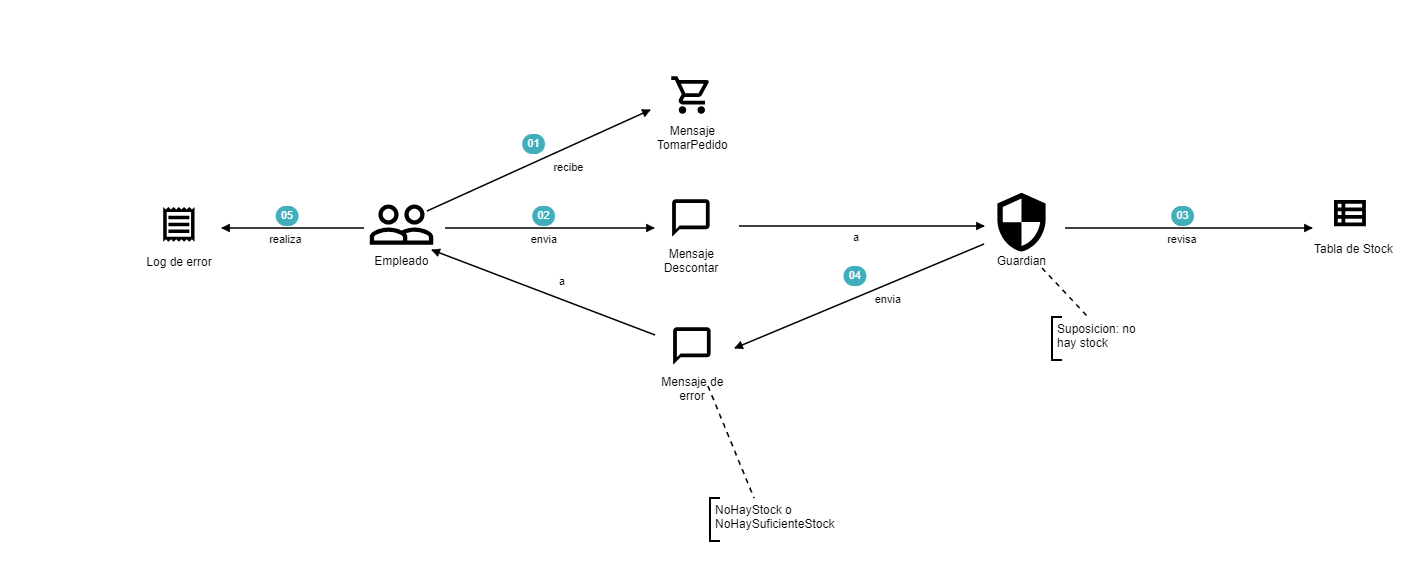 Mensaje
TomarPedido
01
recibe
05
realiza
Log de error
Empleado
02
envia
Mensaje
Descontar
a
Guardian
03
revisa
Tabla de Stock
04
envia
a
Suposicion: no
hay stock
Mensaje de
error
NoHayStock o
NoHaySuficienteStock